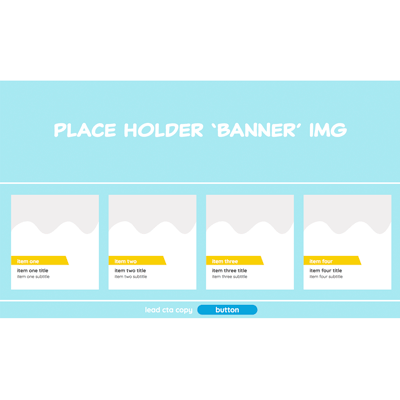 PLACE HOLDER ‘BANNER’ IMG
item one
item one title
item one subtitle
item two
item two title
item two subtitle
item three
item three title
item three subtitle
item four
item four title
item four subtitle
lead cta copy
button